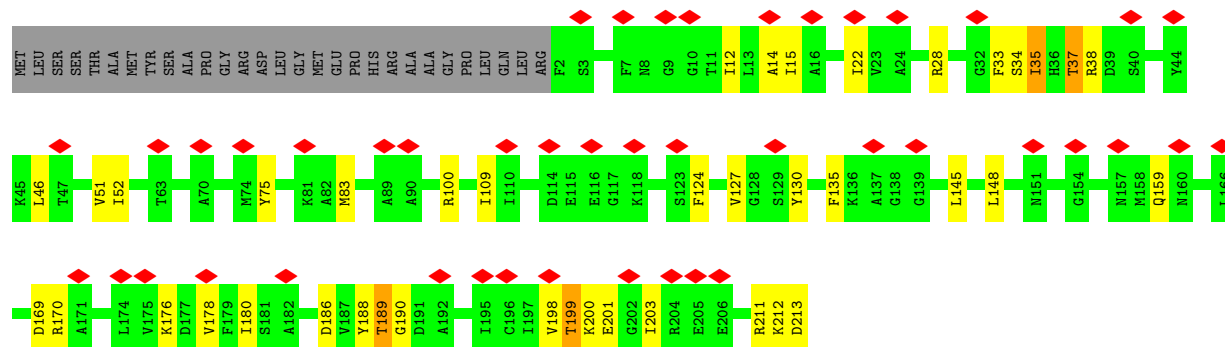 MET LEU SER SER THR ALA MET TYR SER ALA PRO GLY ARG ASP LEU GLY MET GLU PRO HIS ARG ALA ALA GLY PRO LEU GLN LEU ARG F2 S3 F7 N8 G9 G10 T11 I12 L13 A14 I15 A16 I22 V23 A24 R28 G32 F33 S34 I35 H36 T37 R38 D39 S40 Y44
K45 L46 T47 V51 I52 T63 A70 M74 Y75 K81 A82 M83 A89 A90 R100 I109 I110 D114 E115 E116 G117 K118 S123 F124 V127 G128 S129 Y130 F135 K136 A137 G138 G139 L145 L148 N151 G154 N157 M158 Q159 N160 L166
D169 R170 A171 L174 V175 K176 D177 V178 F179 I180 S181 A182 D186 V187 Y188 T189 G190 D191 A192 I195 C196 I197 V198 T199 K200 E201 G202 I203 R204 E205 E206 R211 K212 D213